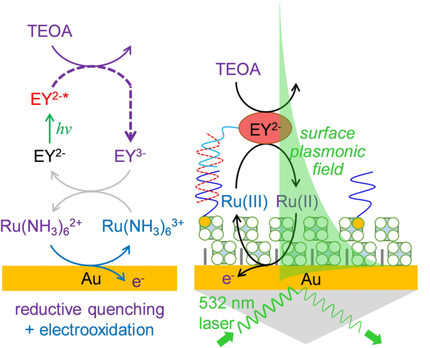 TEOA
EY²⁻*
hν
EY²⁻
EY³⁻
Ru(NH₃)₆²⁺
Ru(NH₃)₆³⁺
Au
e⁻
reductive quenching
+ electrooxidation
TEOA
EY²⁻
surface
plasmonic
field
Ru(III)
Ru(II)
e⁻
Au
532 nm
laser